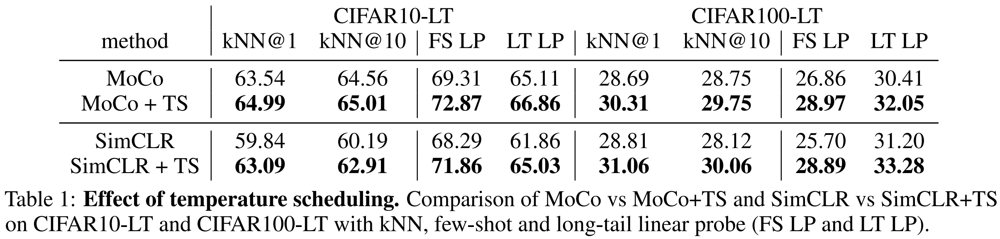 CIFAR10-LT CIFAR100-LT
method kNN@1 kNN@10 FS LP LT LP kNN@1 kNN@10 FS LP LT LP
MoCo 63.54 64.56 69.31 65.11 28.69 28.75 26.86 30.41
MoCo + TS 64.99 65.01 72.87 66.86 30.31 29.75 28.97 32.05
SimCLR 59.84 60.19 68.29 61.86 28.81 28.12 25.70 31.20
SimCLR + TS 63.09 62.91 71.86 65.03 31.06 30.06 28.89 33.28
Table 1: Effect of temperature scheduling. Comparison of MoCo vs MoCo+TS and SimCLR vs SimCLR+TS
on CIFAR10-LT and CIFAR100-LT with kNN, few-shot and long-tail linear probe (FS LP and LT LP).